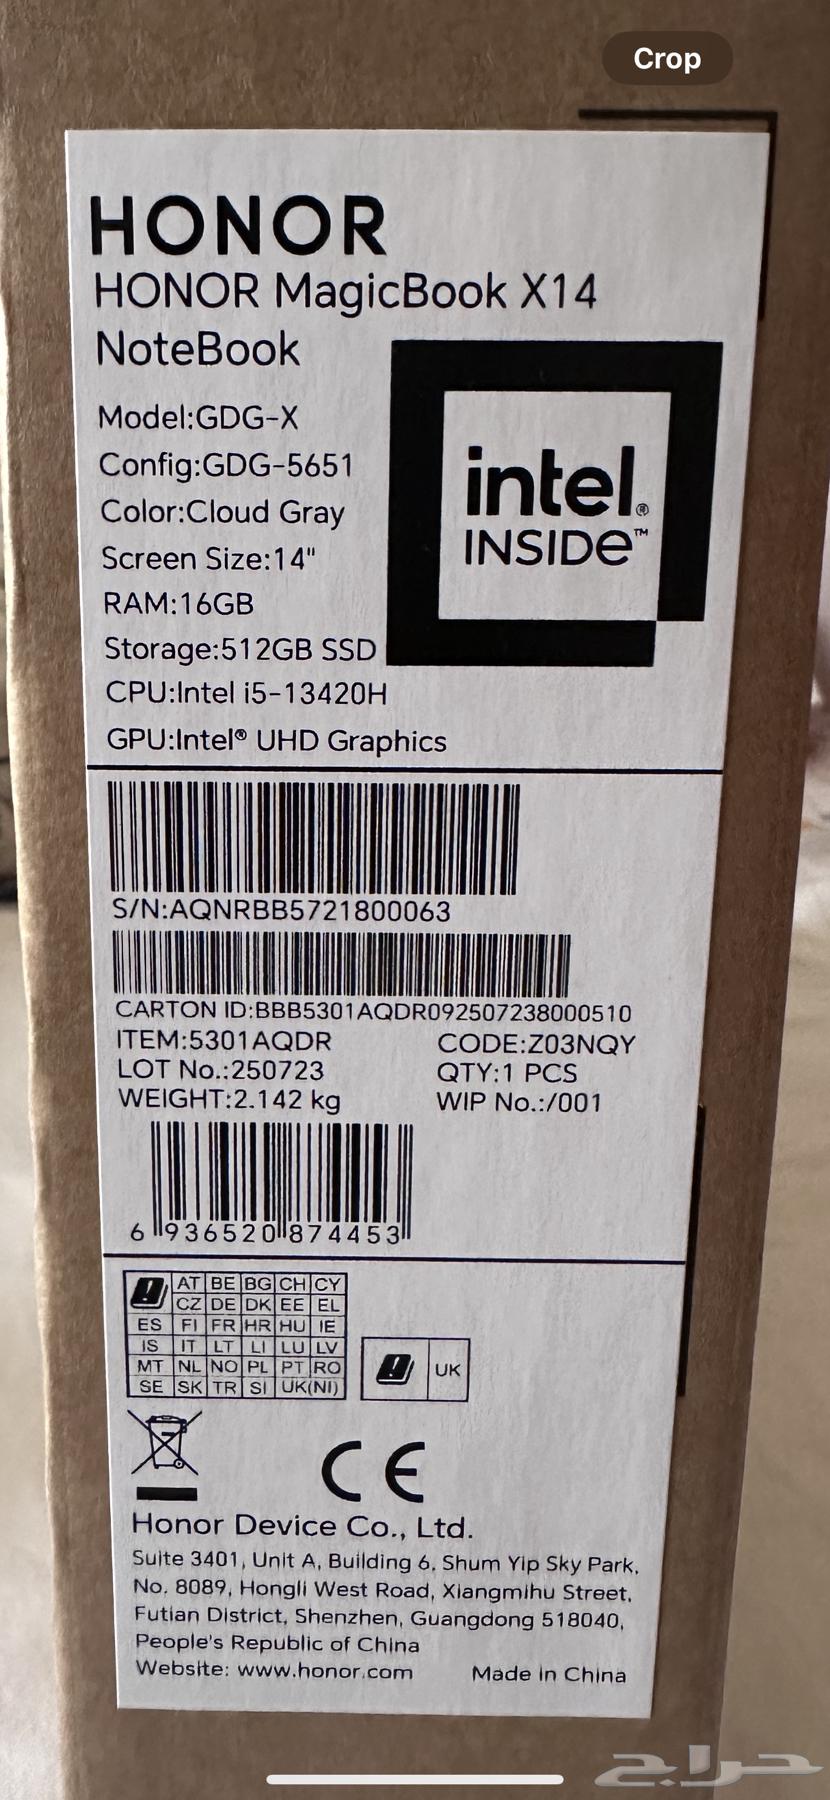 Crop
HONOR
HONOR MagicBook X14
NoteBook
Model:GDG-X
Config:GDG-5651
Color:Cloud Gray
Screen Size:14"
RAM:16GB
Storage:512GB SSD
CPU:Intel i5-13420H
GPU:Intel® UHD Graphics
intel®
INSIDe™
S/N:AQNRBB5721800063
CARTON ID:BBB5301AQDR092507238000510
ITEM:5301AQDR CODE:Z03NQY
LOT No.:250723 QTY:1 PCS
WEIGHT:2.142 kg WIP No.:/001
6 936520 874453
AT BE BG CH CY
CZ DE DK EE EL
ES FI FR HR HU IE
IS IT LT LI LU LV
MT NL NO PL PT RO
SE SK TR SI UK(NI)
UK
CE
Honor Device Co., Ltd.
Suite 3401, Unit A, Building 6, Shum Yip Sky Park,
No. 8089, Hongli West Road, Xiangmihu Street,
Futian District, Shenzhen, Guangdong 518040,
People's Republic of China
Website: www.honor.com Made in China
حراج